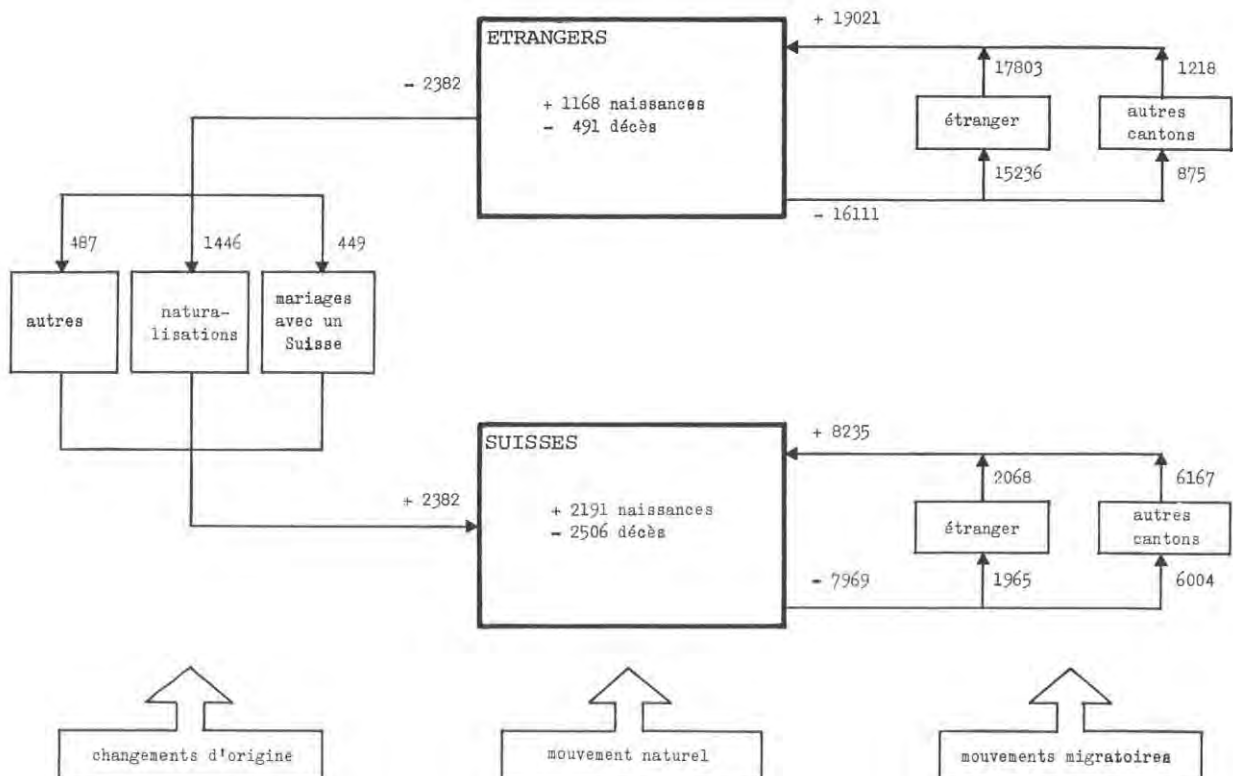 + 19021
ETRANGERS
17803
1218
- 2382
+ 1168 naissances
- 491 décès
étranger
autres
cantons
15236
875
- 16111
487
1446
449
autres
natura-
lisations
mariages
avec un
Suisse
+ 8235
SUISSES
2068
6167
+ 2382
+ 2191 naissances
- 2506 décès
étranger
autres
cantons
- 7969
1965
6004
changements d'origine
mouvement naturel
mouvements migratoires